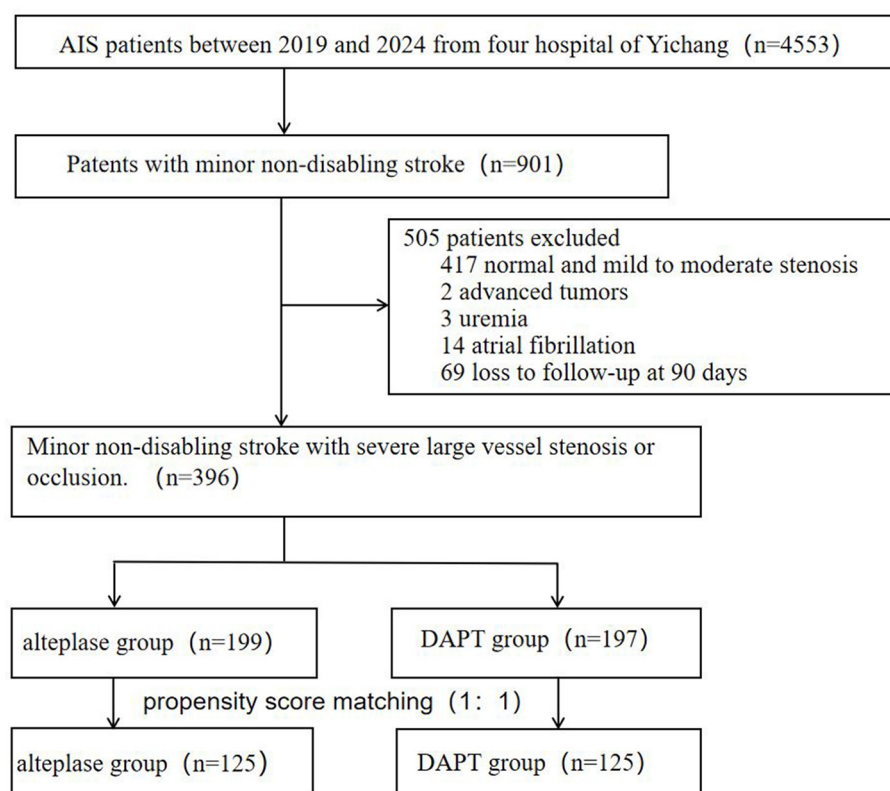 AIS patients between 2019 and 2024 from four hospital of Yichang（n=4553）
Patents with minor non-disabling stroke（n=901）
505 patients excluded
417 normal and mild to moderate stenosis
2 advanced tumors
3 uremia
14 atrial fibrillation
69 loss to follow-up at 90 days
Minor non-disabling stroke with severe large vessel stenosis or
occlusion.（n=396）
alteplase group（n=199）
DAPT group（n=197）
propensity score matching（1：1）
alteplase group（n=125）
DAPT group（n=125）